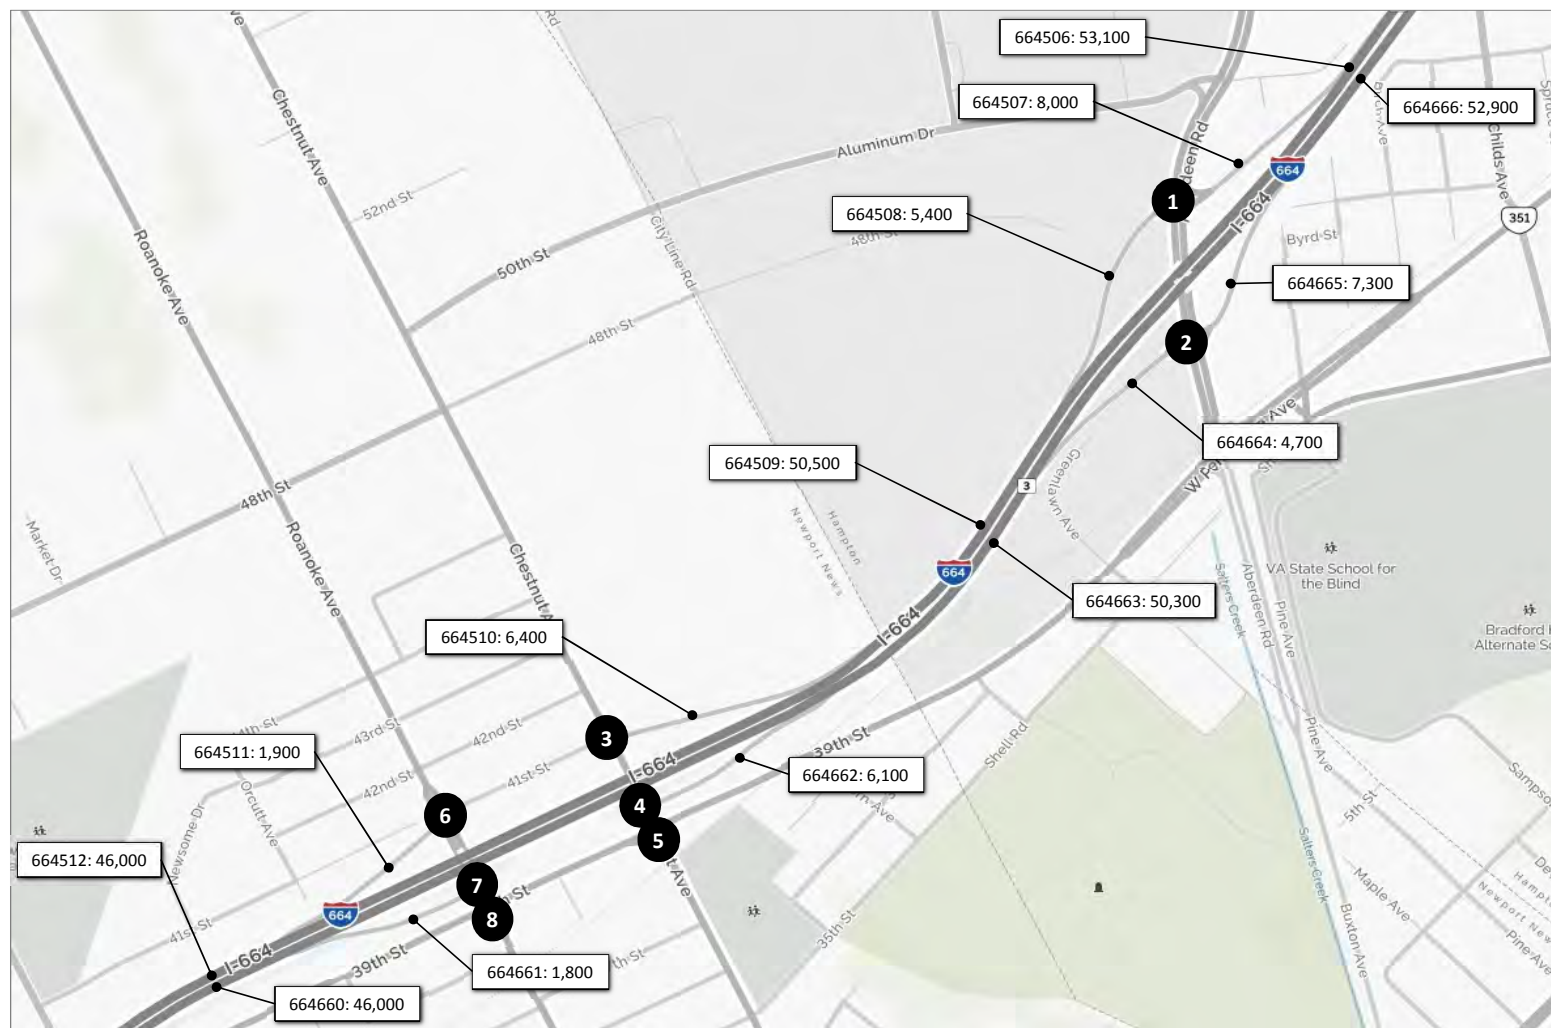 Chestnut Ave
Rd
664506: 53,100
664507: 8,000
664666: 52,900
Aluminum Dr
Birch Ave
Childs Ave
664
1
351
52nd St
664508: 5,400
48th St
City Line Rd
I-664
Byrd St
Roanoke Ave
50th St
664665: 7,300
48th St
2
664664: 4,700
664509: 50,500
3
Greenlawn Ave
48th St
Market Dr
Roanoke Ave
Chestnut
Hampton
Newport News
664
VA State School for
the Blind
664663: 50,300
Salters Creek
Aberdeen Rd
Pine Ave
Bradford
Alternate
664510: 6,400
I-664
43rd St
42nd St
3
39th St
Shell Rd
664511: 1,900
41st St
I-664
664662: 6,100
Pine Ave
42nd St
Orcutt Ave
Newsome Dr
6
4
5
5th St
Salters Creek
664512: 46,000
7
8
664
41st St
35th St
Maple Ave
Buxton Ave
Pine Ave
I-664
39th St
664661: 1,800
664660: 46,000